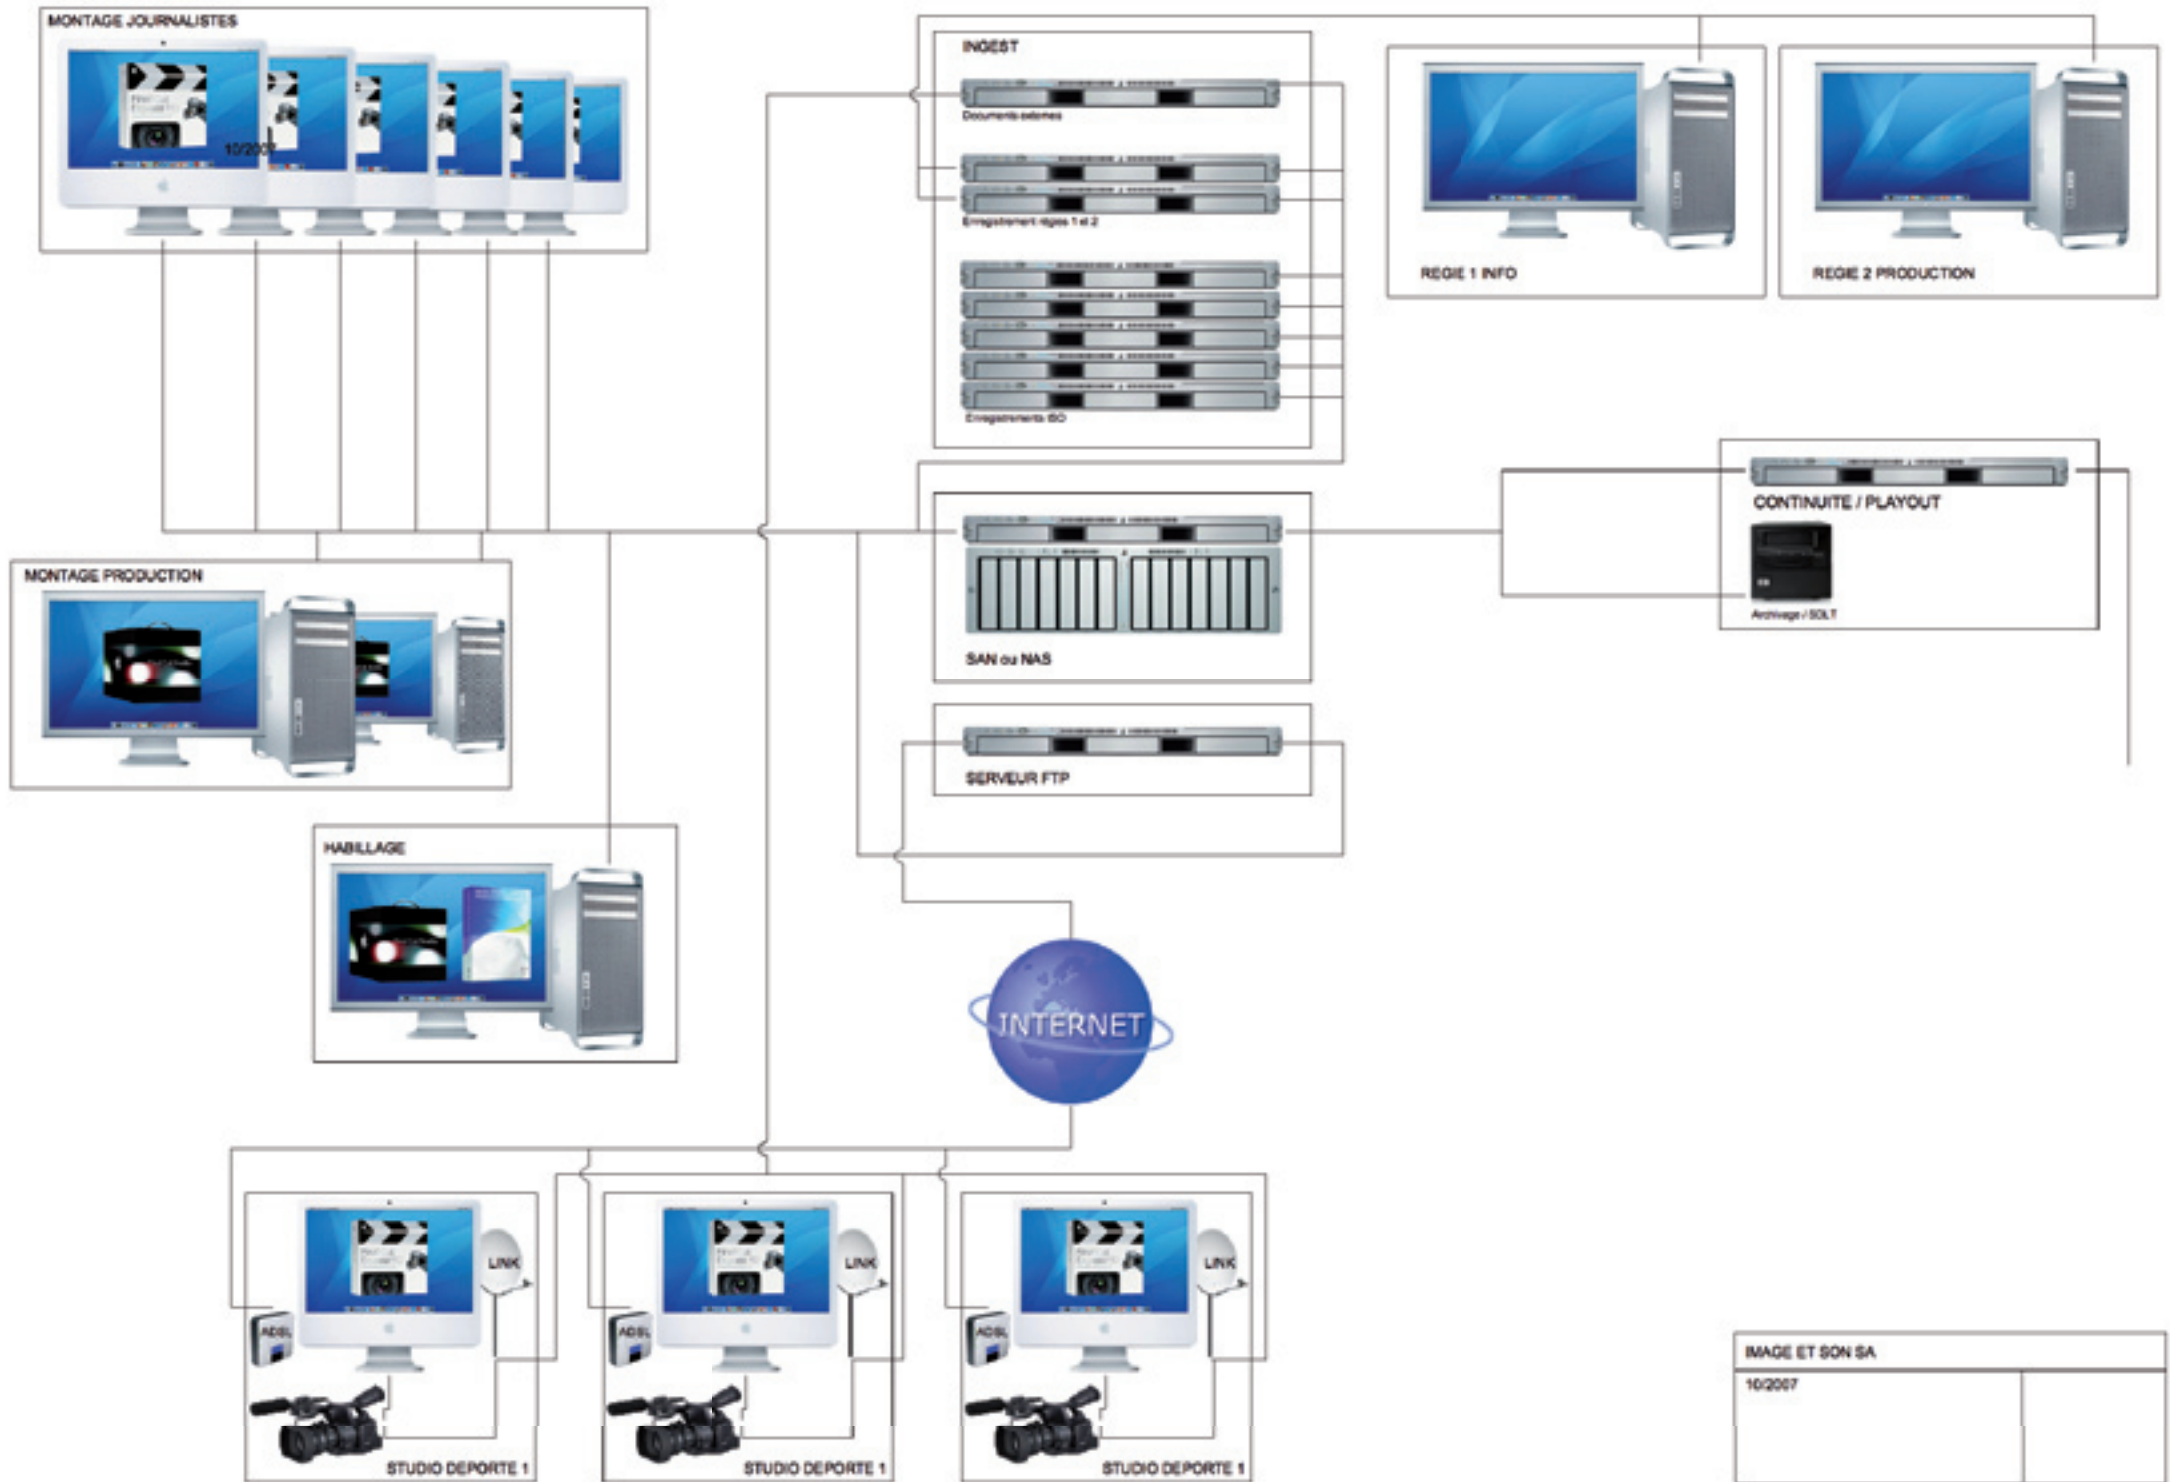 MONTAGE JOURNALISTES
10/2007
INGEST
Documents externes
Enregistrement régies 1 et 2
Enregistrements ISO
REGIE 1 INFO
REGIE 2 PRODUCTION
CONTINUITE / PLAYOUT
Archivage / SDLT
MONTAGE PRODUCTION
SAN ou NAS
SERVEUR FTP
HABILLAGE
INTERNET
LINK
ADSL
STUDIO DEPORTE 1
LINK
ADSL
STUDIO DEPORTE 1
LINK
ADSL
STUDIO DEPORTE 1
IMAGE ET SON SA
10/2007